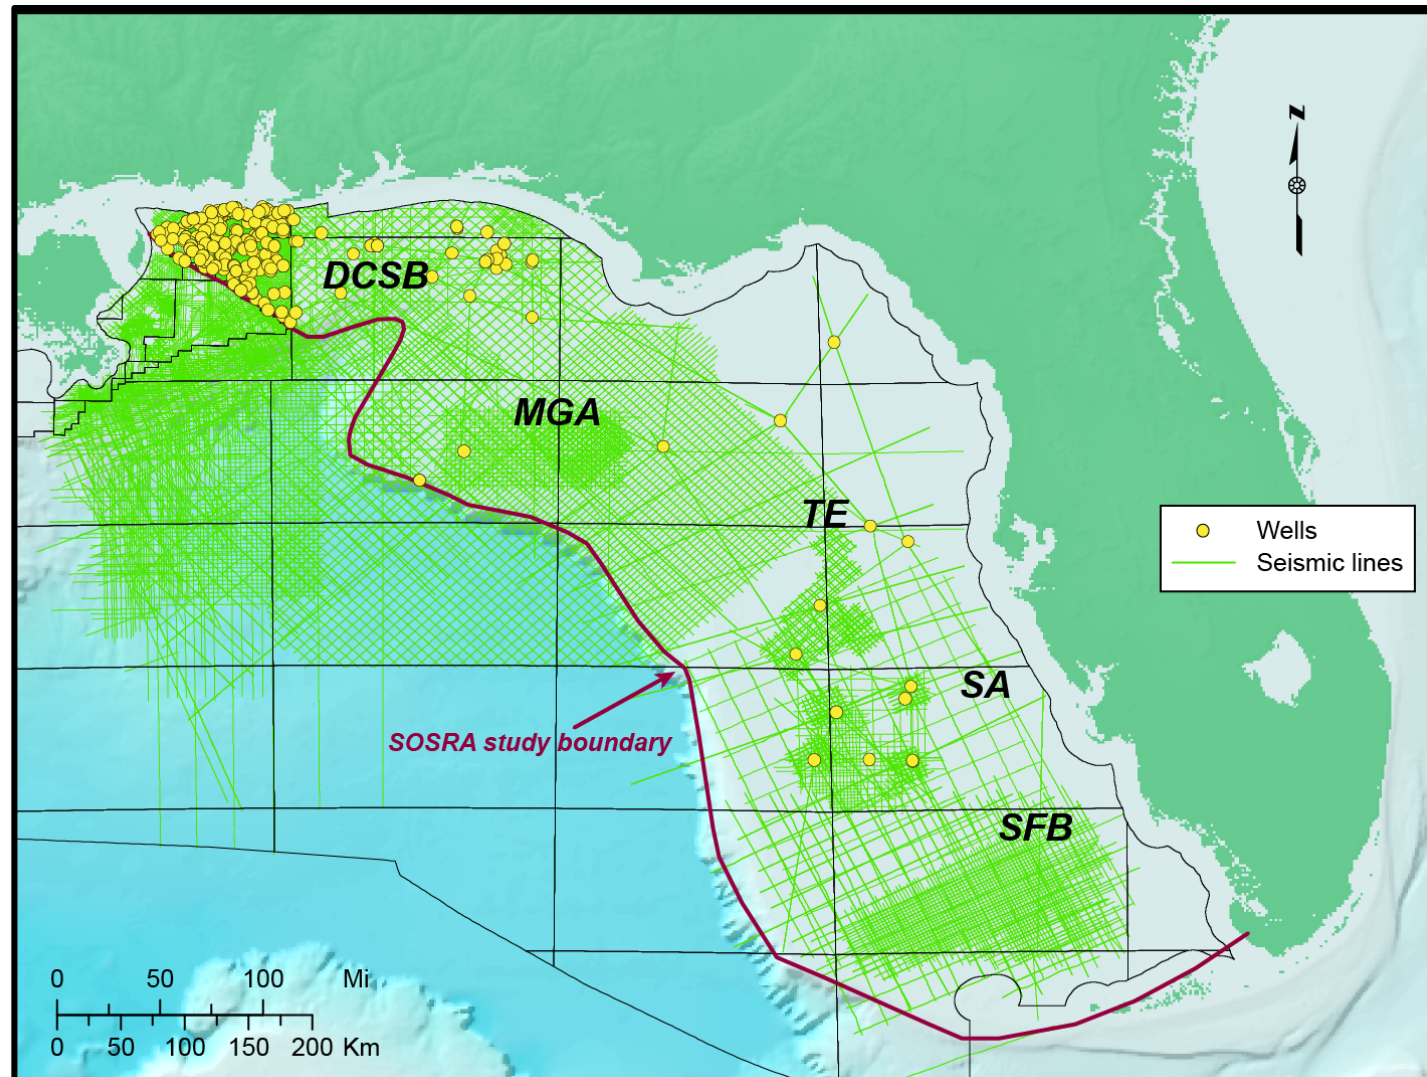 N
DCSB
MGA
TE
Wells
Seismic lines
SA
SOSRA study boundary
SFB
0 50 100 Mi
0 50 100 150 200 Km